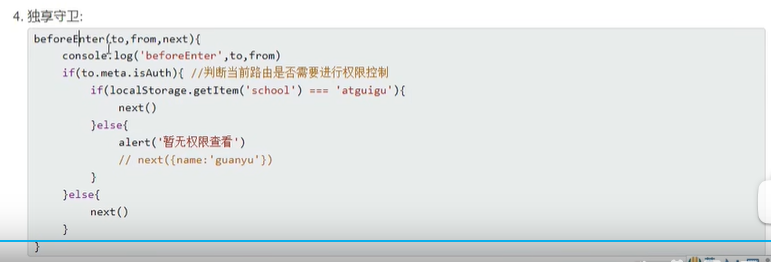 4. 独享守卫:
beforeEnter(to,from,next){
console.log('beforeEnter',to,from)
if(to.meta.isAuth){ //判断当前路由是否需要进行权限控制
if(localStorage.getItem('school') === 'atguigu'){
next()
}else{
alert('暂无权限查看')
// next({name:'guanyu'})
}
}else{
next()
}
}